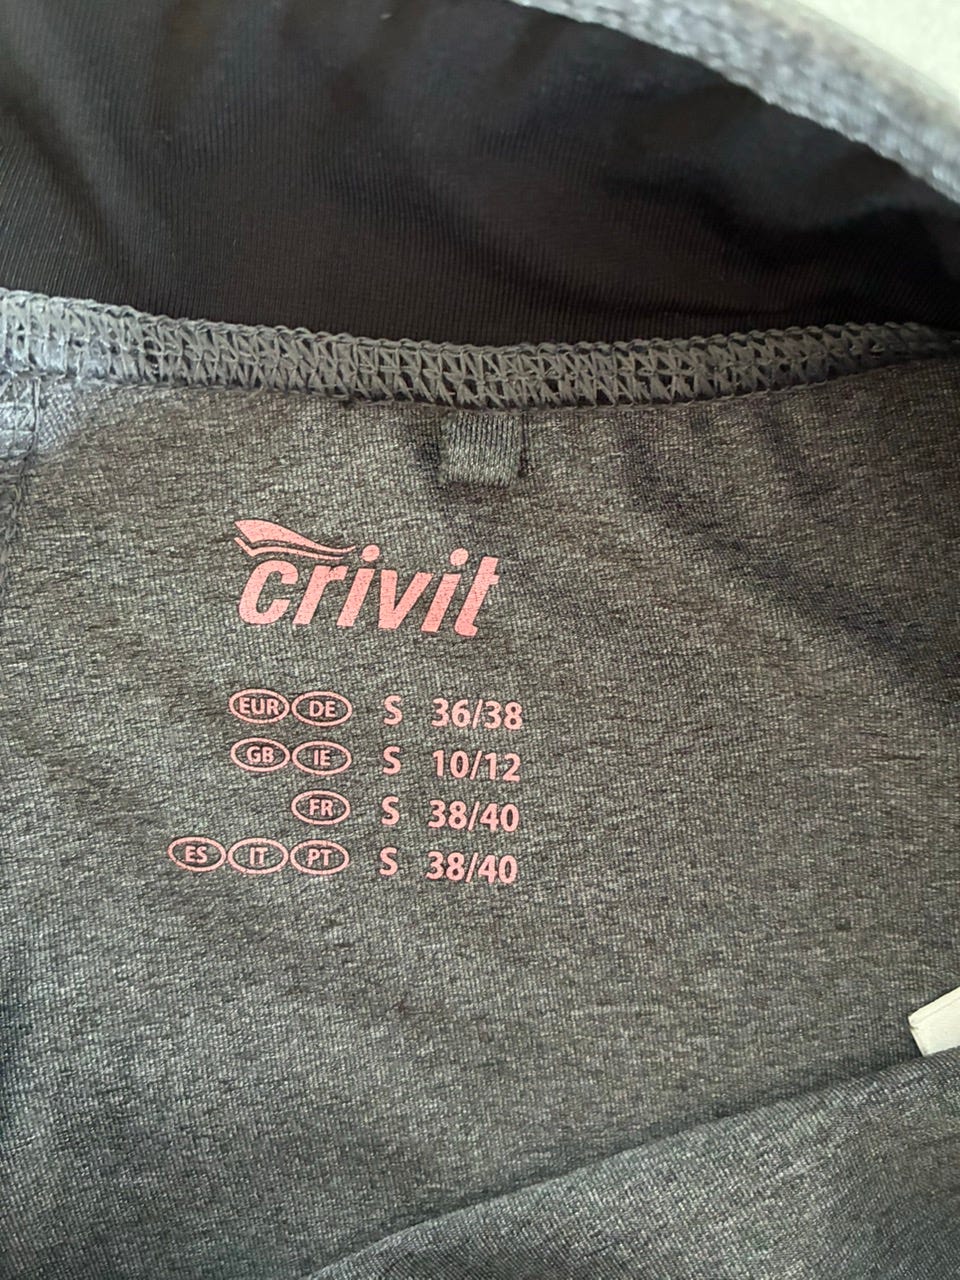 crivit
EUR DE S 36/38
GB IE S 10/12
FR S 38/40
ES IT PT S 38/40